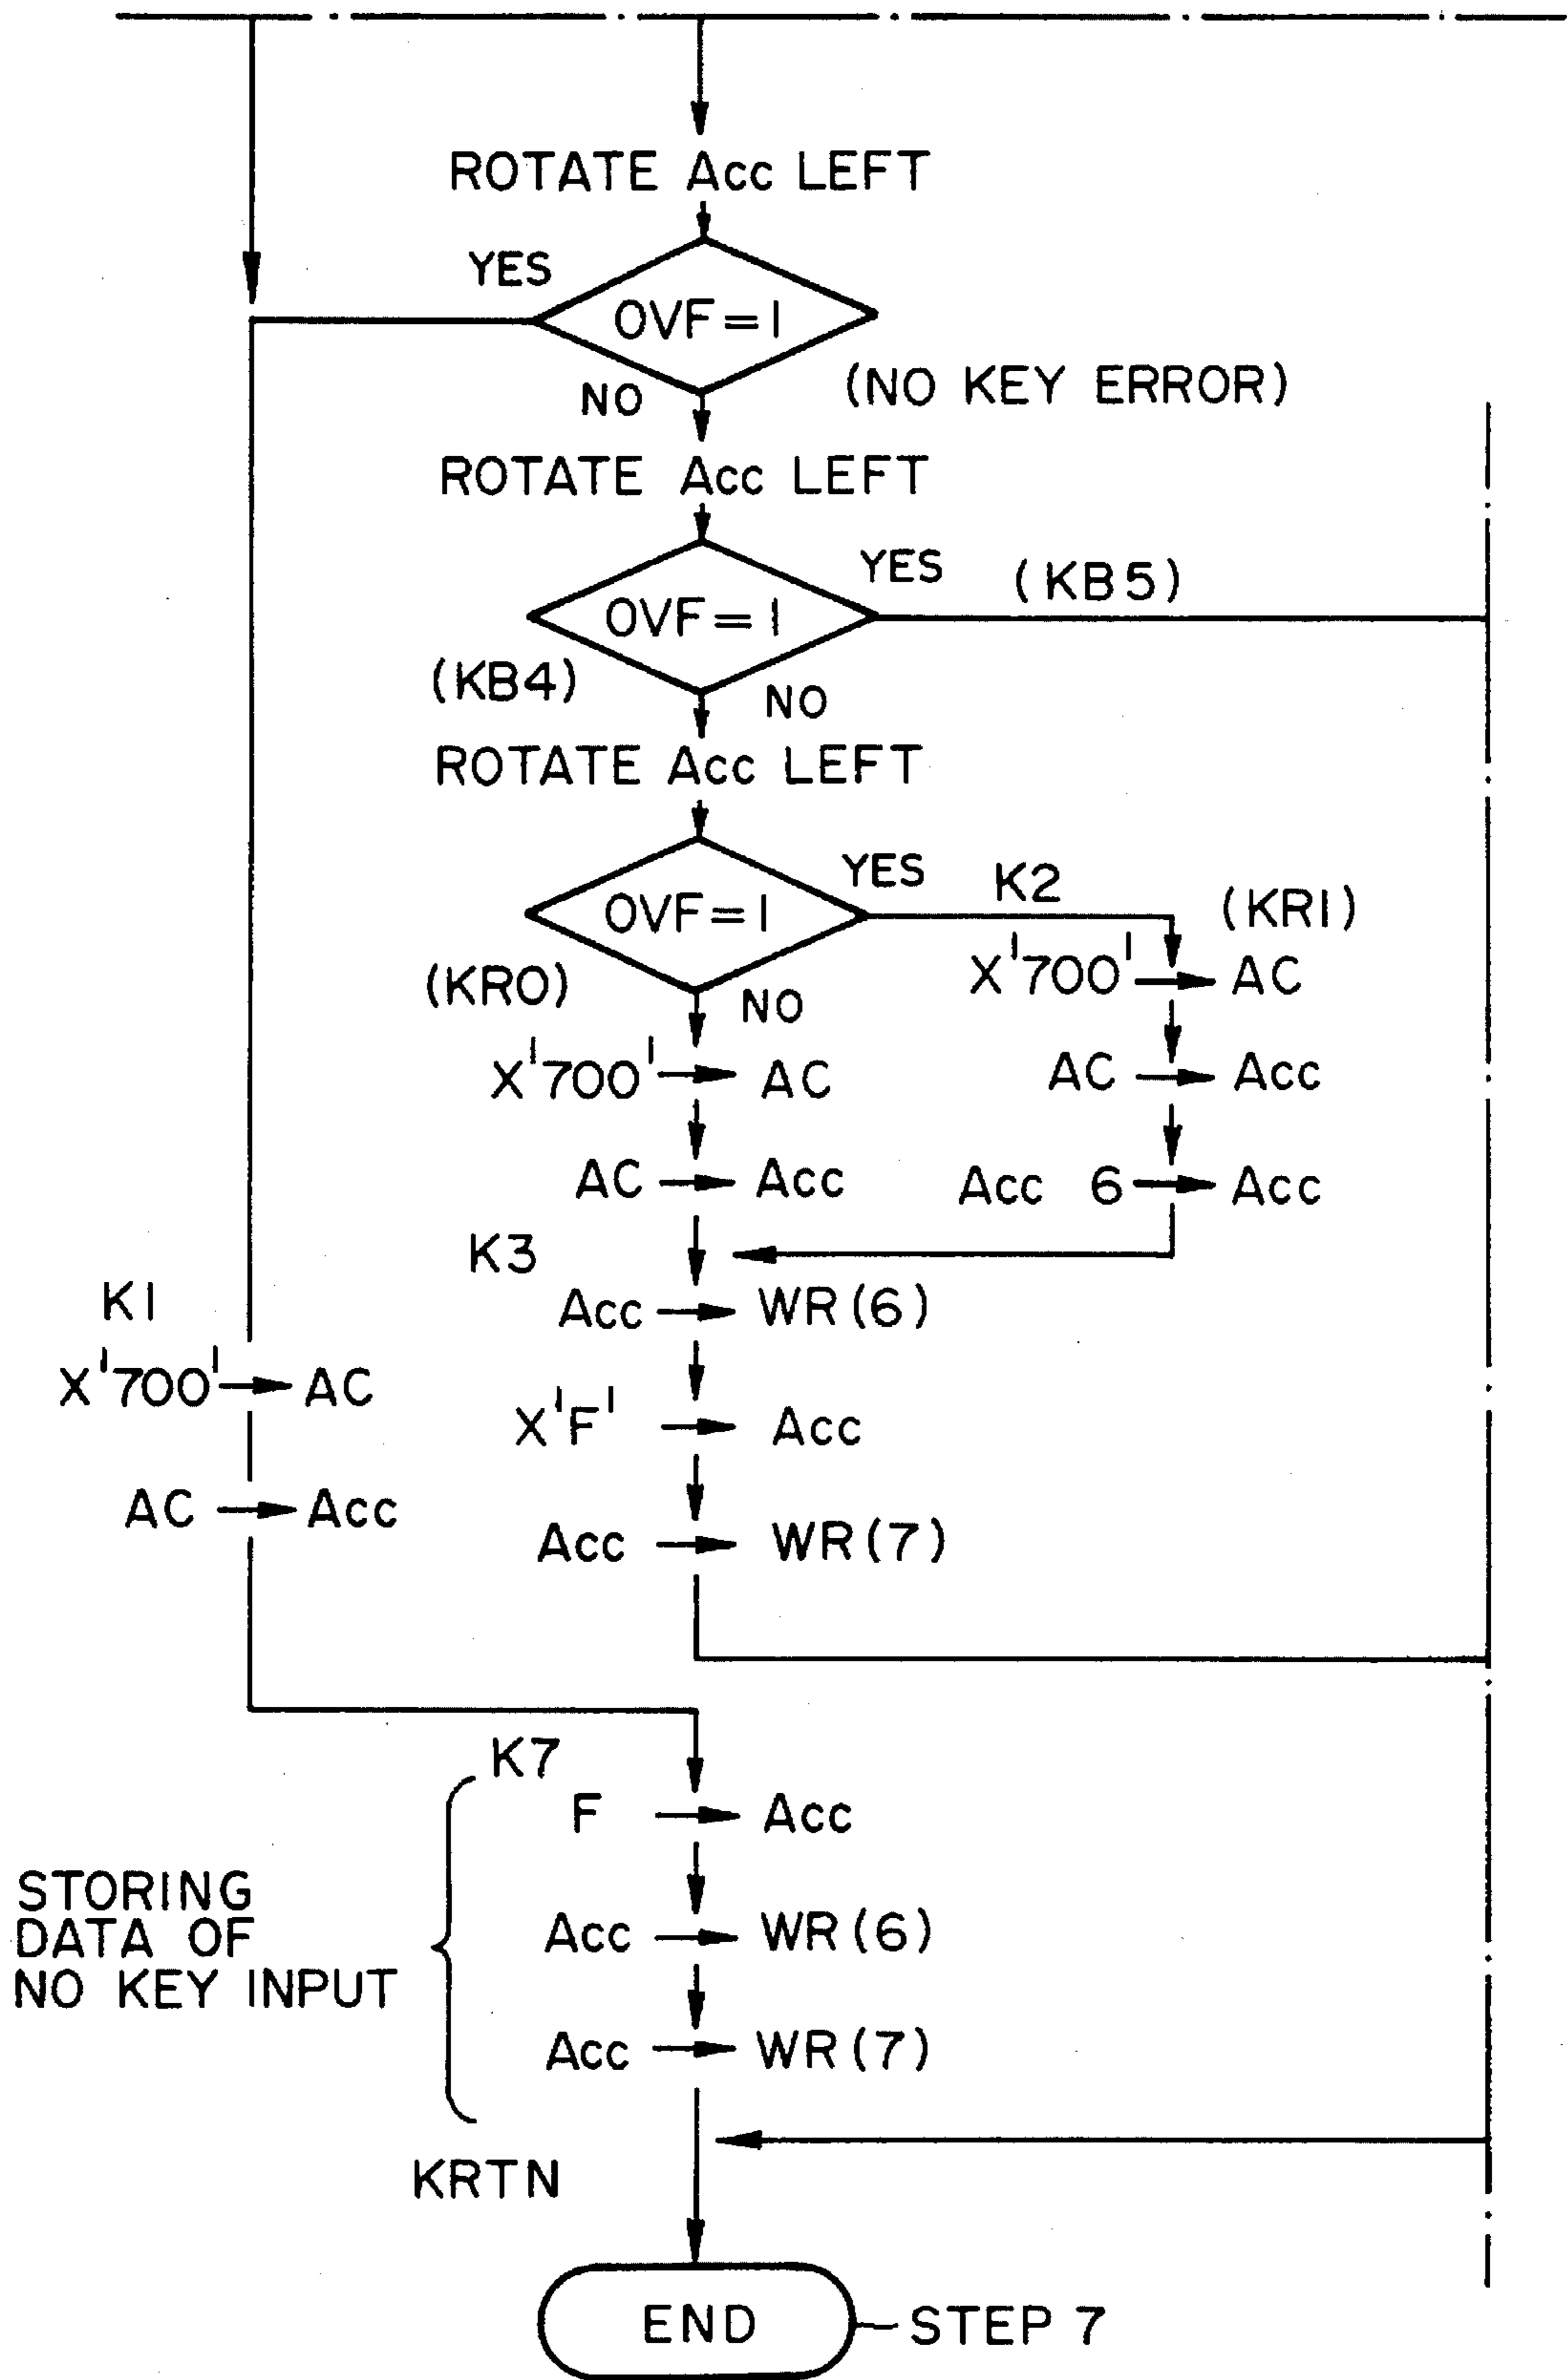 ROTATE Acc LEFT
YES
OVF=1
NO
(NO KEY ERROR)
ROTATE Acc LEFT
YES
(KB5)
OVF=1
(KB4)
NO
ROTATE Acc LEFT
YES
K2
(KR1)
OVF=1
(KR0)
NO
X'700' AC
AC Acc
Acc 6 Acc
X'700' AC
AC Acc
K3
Acc WR(6)
X'F' Acc
Acc WR(7)
K1
X'700' AC
AC Acc
K7
F Acc
Acc WR(6)
Acc WR(7)
STORING
DATA OF
NO KEY INPUT
KRTN
END
STEP 7